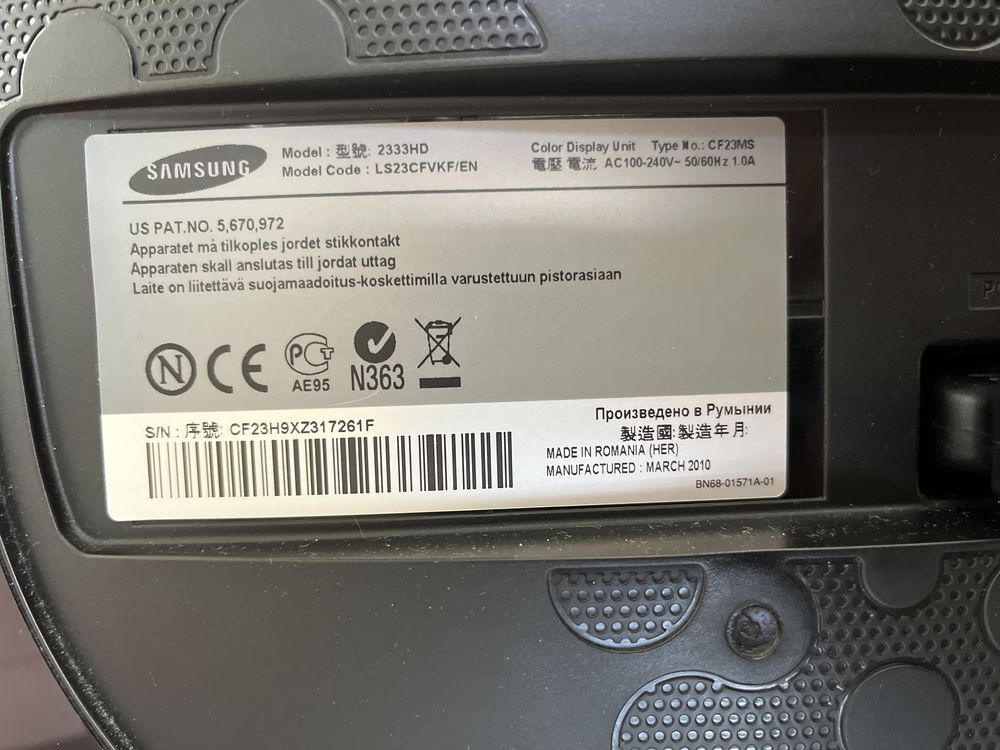 SAMSUNG
Model : 型號: 2333HD
Model Code : LS23CFVKF/EN
Color Display Unit Type No.: CF23MS
電壓 電流 AC100-240V~ 50/60Hz 1.0A
US PAT.NO. 5,670,972
Apparatet må tilkoples jordet stikkontakt
Apparaten skall anslutas till jordat uttag
Laite on liitettävä suojamaadoitus-koskettimilla varustettuun pistorasiaan
N CE PCT AE95 N363
S/N : 序號: CF23H9XZ317261F
Произведено в Румынии
製造國: 製造年月:
MADE IN ROMANIA (HER)
MANUFACTURED : MARCH 2010
BN68-01571A-01